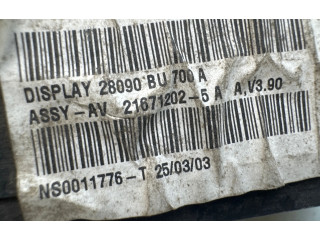 DISPLAY 28090 BU 700 A
ASSY-AV 21671202-5 A A.V3.90
NS0011776-T 25/03/03